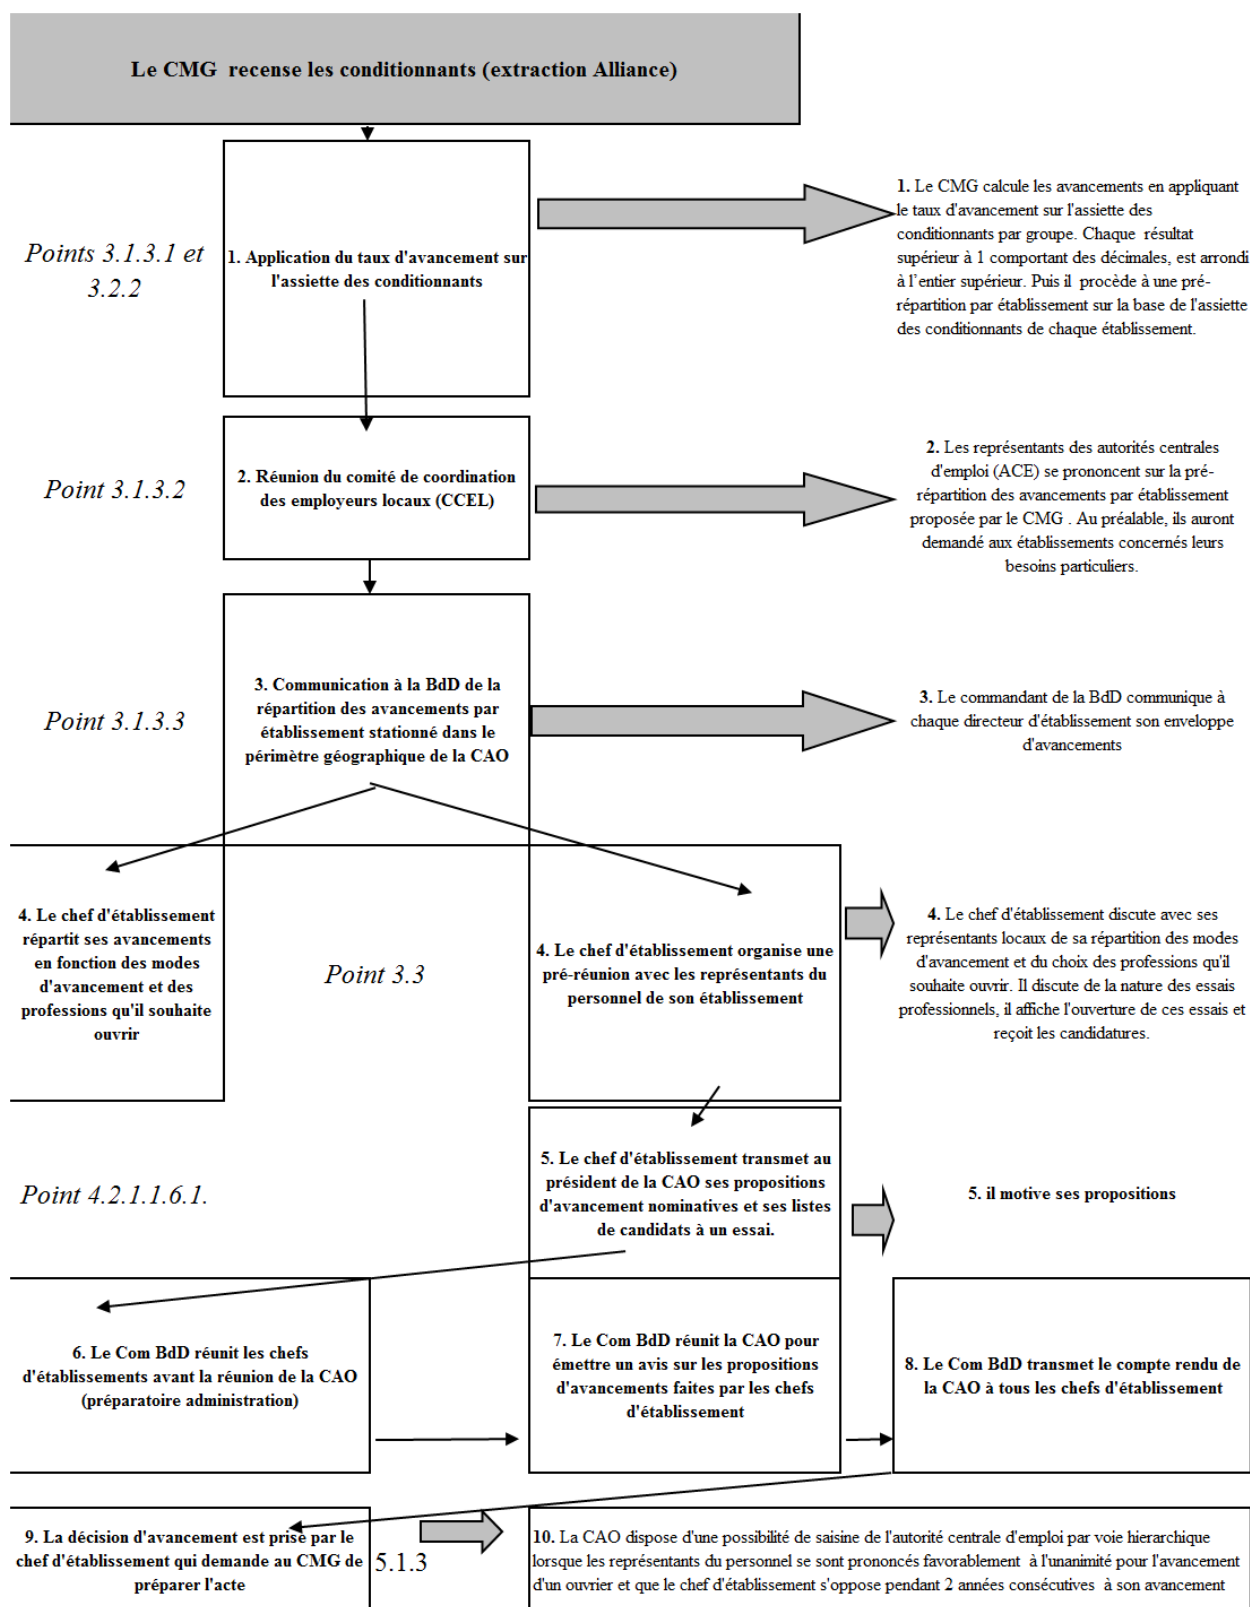 Le CMG  recense les conditionnants (extraction Alliance)
Points 3.1.3.1 et
3.2.2
1. Application du taux d'avancement sur
l'assiette des conditionnants
1. Le CMG calcule les avancements en appliquant
le taux d'avancement sur l'assiette des
conditionnants par groupe. Chaque  résultat
supérieur à 1 comportant des décimales, est arrondi
à l'entier supérieur. Puis il  procède à une pré-
répartition par établissement sur la base de l'assiette
des conditionnants de chaque établissement.
Point 3.1.3.2
2. Réunion du comité de coordination
des employeurs locaux (CCEL)
2. Les représentants des autorités centrales
d'emploi (ACE) se prononcent sur la pré-
répartition des avancements par établissement
proposée par le CMG . Au préalable, ils auront
demandé aux établissements concernés leurs
besoins particuliers.
Point 3.1.3.3
3. Communication à la BdD de la
répartition des avancements par
établissement stationné dans le
périmètre géographique de la CAO
3. Le commandant de la BdD communique à
chaque directeur d'établissement son enveloppe
d'avancements
4. Le chef d'établissement
répartit ses avancements
en fonction des modes
d'avancement et des
professions qu'il souhaite
ouvrir
Point 3.3
4. Le chef d'établissement organise une
pré-réunion avec les représentants du
personnel de son établissement
4. Le chef d'établissement discute avec ses
représentants locaux de sa répartition des modes
d'avancement et du choix des professions qu'il
souhaite ouvrir. Il discute de la nature des essais
professionnels, il affiche l'ouverture de ces essais et
reçoit les candidatures.
Point 4.2.1.1.6.1.
5. Le chef d'établissement transmet au
président de la CAO ses propositions
d'avancement nominatives et ses listes
de candidats à un essai.
5. il motive ses propositions
6. Le Com BdD réunit les chefs
d'établissements avant la réunion de la CAO
(préparatoire administration)
7. Le Com BdD réunit la CAO pour
émettre un avis sur les propositions
d'avancements faites par les chefs
d'établissement
8. Le Com BdD transmet le compte rendu de
la CAO à tous les chefs d'établissement
9. La décision d'avancement est prise par le
chef d'établissement qui demande au CMG de
préparer l'acte
5.1.3
10. La CAO dispose d'une possibilité de saisine de l'autorité centrale d'emploi par voie hierarchique
lorsque les représentants du personnel se sont prononcés favorablement  à l'unanimité pour l'avancement
d'un ouvrier et que le chef d'établissement s'oppose pendant 2 années consécutives  à son avancement